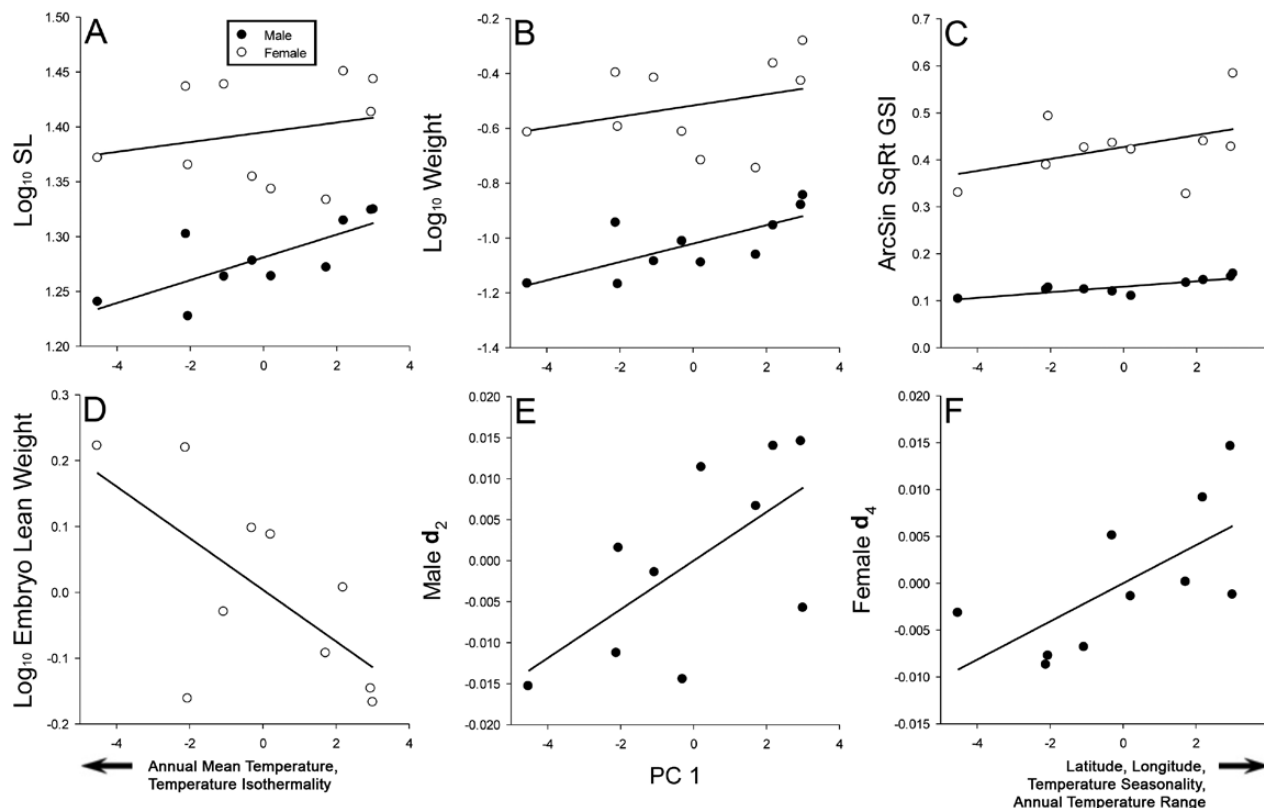 A
Male
Female
Log10 SL
1.50
1.45
1.40
1.35
1.30
1.25
1.20
-4 -2 0 2 4
B
Log10 Weight
-0.2
-0.4
-0.6
-0.8
-1.0
-1.2
-1.4
-4 -2 0 2 4
C
ArcSin SqRt GSI
0.7
0.6
0.5
0.4
0.3
0.2
0.1
0.0
-4 -2 0 2 4
D
Log10 Embryo Lean Weight
0.3
0.2
0.1
0.0
-0.1
-0.2
-4 -2 0 2 4
E
Male d2
0.020
0.015
0.010
0.005
0.000
-0.005
-0.010
-0.015
-0.020
-4 -2 0 2 4
F
Female d4
0.020
0.015
0.010
0.005
0.000
-0.005
-0.010
-0.015
-4 -2 0 2 4
Annual Mean Temperature,
Temperature Isothermality
PC 1
Latitude, Longitude,
Temperature Seasonality,
Annual Temperature Range